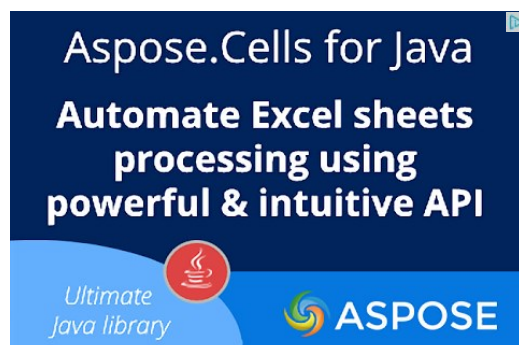 Aspose.Cells for Java
Automate Excel sheets
processing using
powerful & intuitive API
Ultimate
Java library
ASPOSE